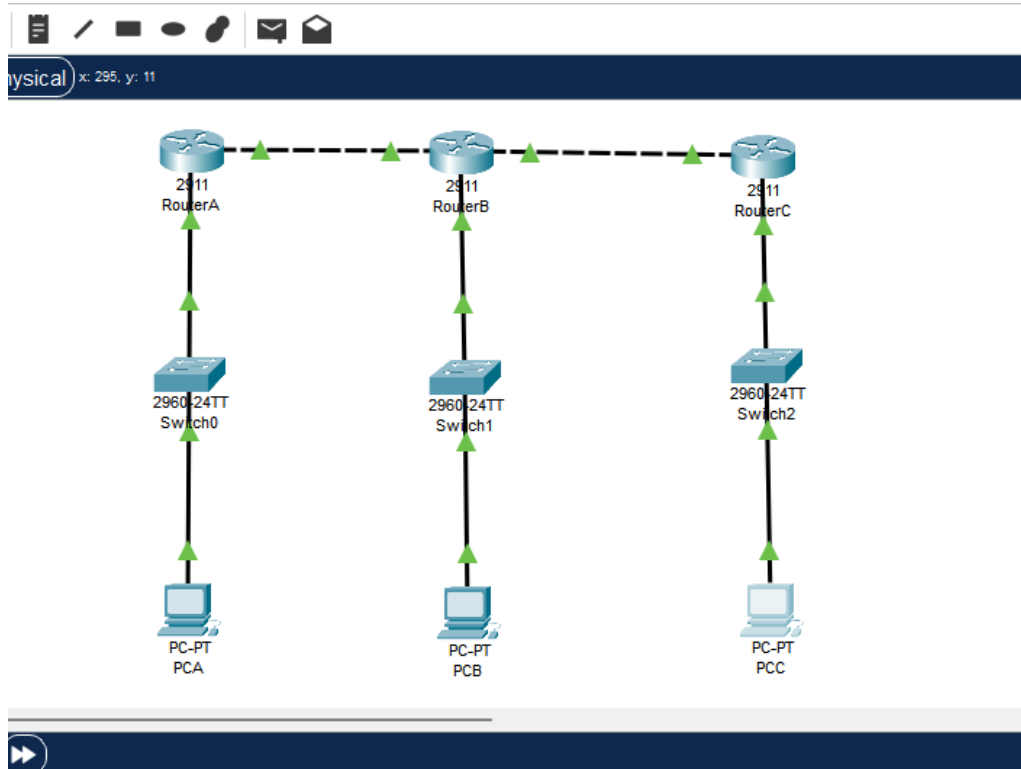 hysical x: 295, y: 11
2911
RouterA
2911
RouterB
2911
RouterC
2960-24TT
Switch0
2960-24TT
Switch1
2960-24TT
Switch2
PC-PT
PCA
PC-PT
PCB
PC-PT
PCC